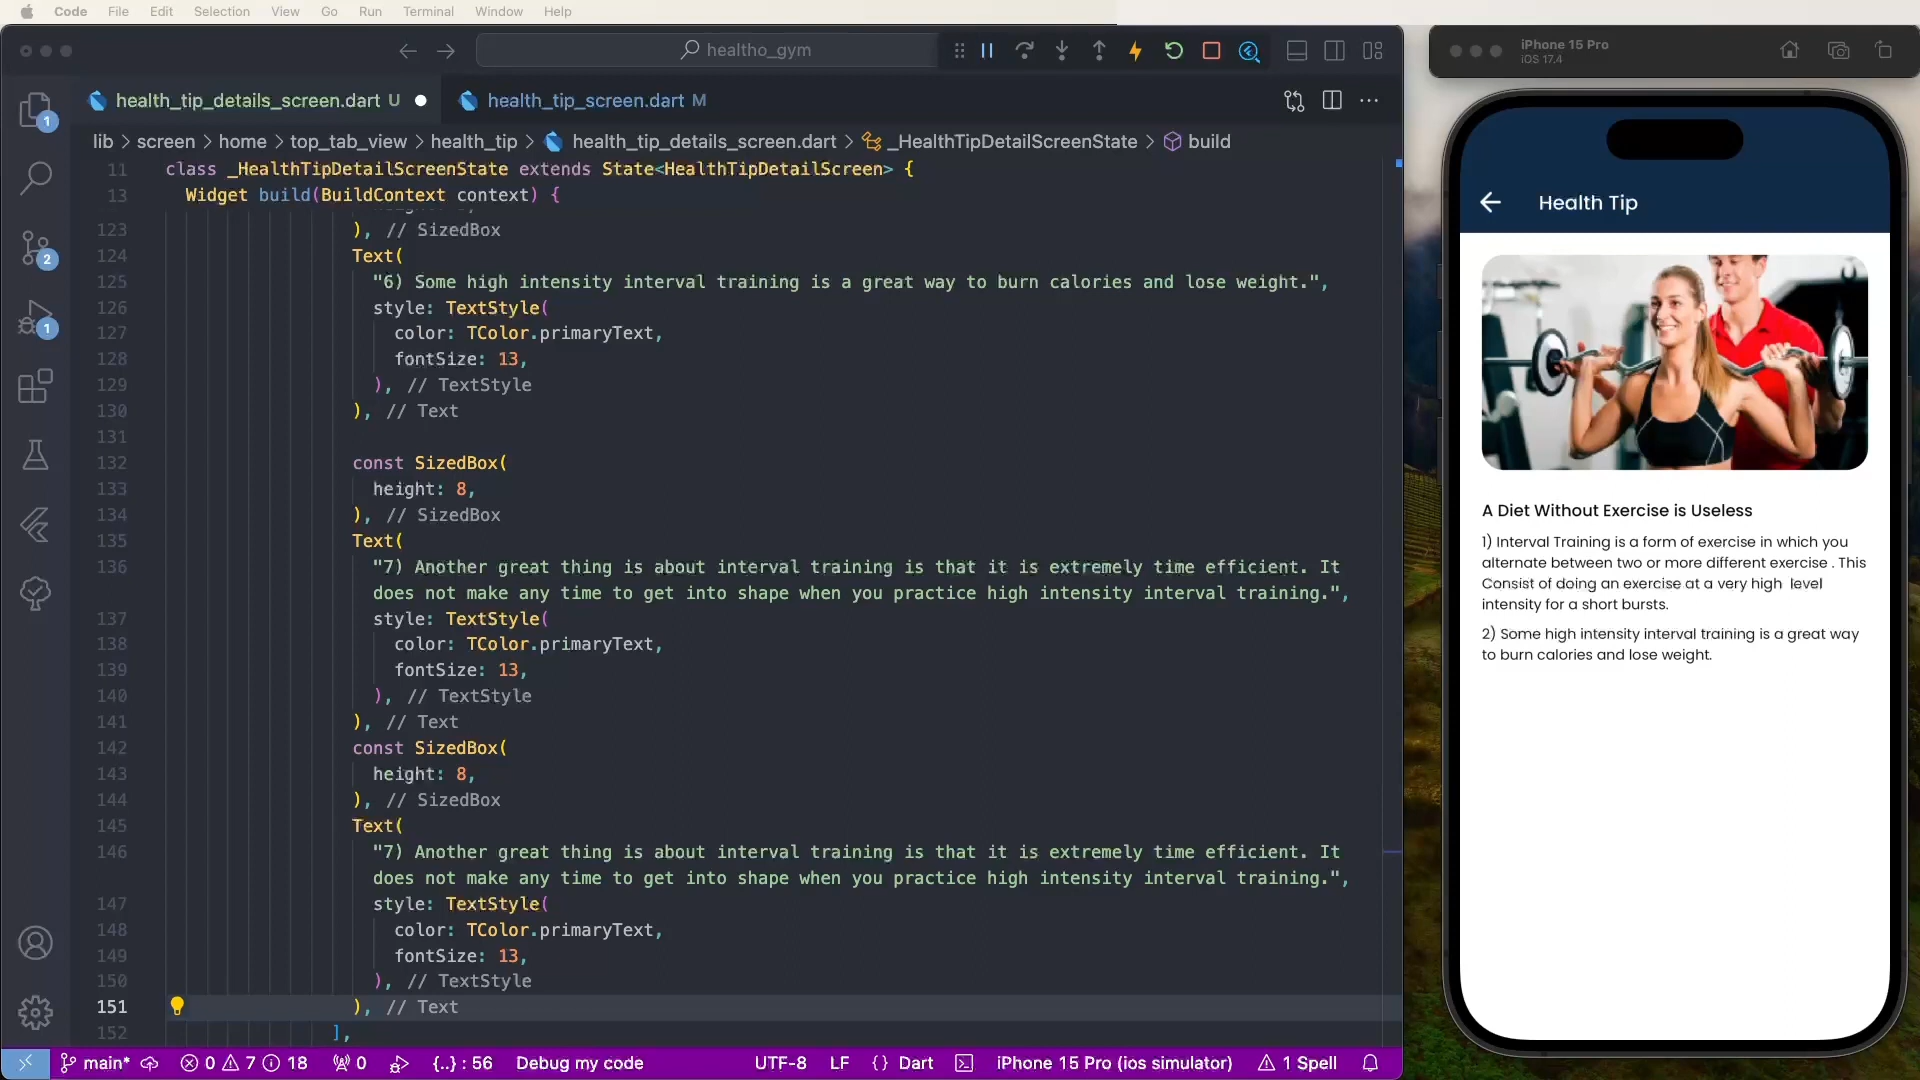 Code File Edit Selection View Go Run Terminal Window Help
healtho_gym
iPhone 15 Pro
iOS 17.4
health_tip_details_screen.dart U
health_tip_screen.dart M
lib > screen > home > top_tab_view > health_tip > health_tip_details_screen.dart > _HealthTipDetailScreenState > build
11 class _HealthTipDetailScreenState extends State<HealthTipDetailScreen> {
13 Widget build(BuildContext context) {
123 ), // SizedBox
124 Text(
125 "6) Some high intensity interval training is a great way to burn calories and lose weight.",
126 style: TextStyle(
127 color: TColor.primaryText,
128 fontSize: 13,
129 ), // TextStyle
130 ), // Text
131
132 const SizedBox(
133 height: 8,
134 ), // SizedBox
135 Text(
136 "7) Another great thing is about interval training is that it is extremely time efficient. It
does not make any time to get into shape when you practice high intensity interval training.",
137 style: TextStyle(
138 color: TColor.primaryText,
139 fontSize: 13,
140 ), // TextStyle
141 ), // Text
142 const SizedBox(
143 height: 8,
144 ), // SizedBox
145 Text(
146 "7) Another great thing is about interval training is that it is extremely time efficient. It
does not make any time to get into shape when you practice high intensity interval training.",
147 style: TextStyle(
148 color: TColor.primaryText,
149 fontSize: 13,
150 ), // TextStyle
151 ), // Text
152 ],
1
2
1
main* 0 7 18 0 {..} : 56 Debug my code UTF-8 LF {} Dart iPhone 15 Pro (ios simulator) 1 Spell
Health Tip
A Diet Without Exercise is Useless
1) Interval Training is a form of exercise in which you
alternate between two or more different exercise . This
Consist of doing an exercise at a very high  level
intensity for a short bursts.
2) Some high intensity interval training is a great way
to burn calories and lose weight.